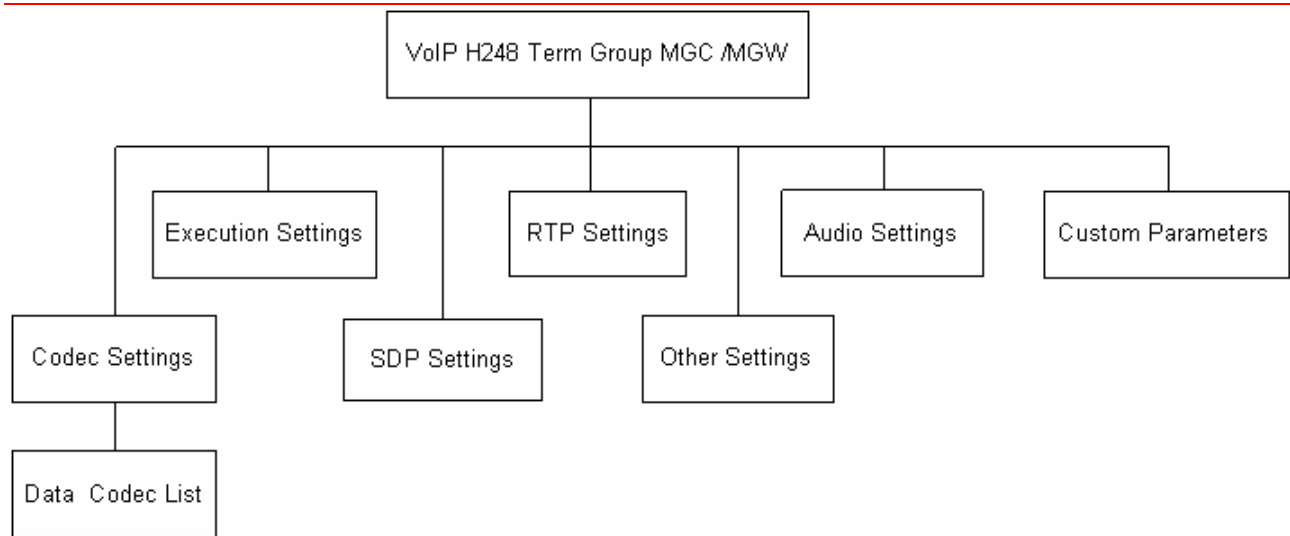 VoIP H248 Term Group MGC /MGW
Execution Settings
RTP Settings
Audio Settings
Custom Parameters
Codec Settings
SDP Settings
Other Settings
Data Codec List